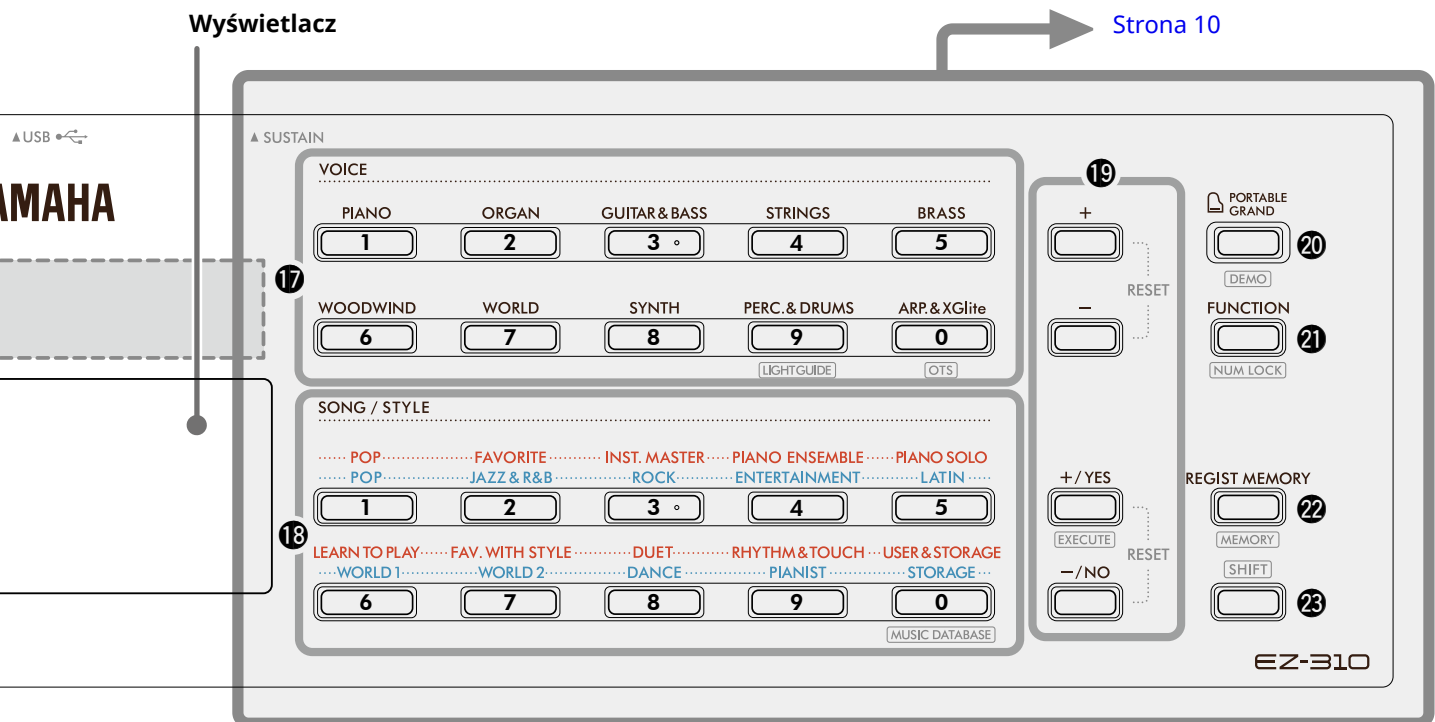 Wyświetlacz
Strona 10
USB
SUSTAIN
AMAHA
VOICE
PIANO ORGAN GUITAR & BASS STRINGS BRASS
1 2 3 4 5
17
WOODWIND WORLD SYNTH PERC. & DRUMS ARP. & XGlite
6 7 8 9 0
LIGHTGUIDE OTS
SONG / STYLE
POP FAVORITE INST. MASTER PIANO ENSEMBLE PIANO SOLO
POP JAZZ & R&B ROCK ENTERTAINMENT LATIN
1 2 3 4 5
18
LEARN TO PLAY FAV. WITH STYLE DUET RHYTHM & TOUCH USER & STORAGE
WORLD 1 WORLD 2 DANCE PIANIST STORAGE
6 7 8 9 0
MUSIC DATABASE
19
+
RESET
−
+/YES
EXECUTE
RESET
−/NO
PORTABLE
GRAND
20
DEMO
FUNCTION
21
NUM LOCK
REGIST MEMORY
22
MEMORY
SHIFT
23
EZ-310